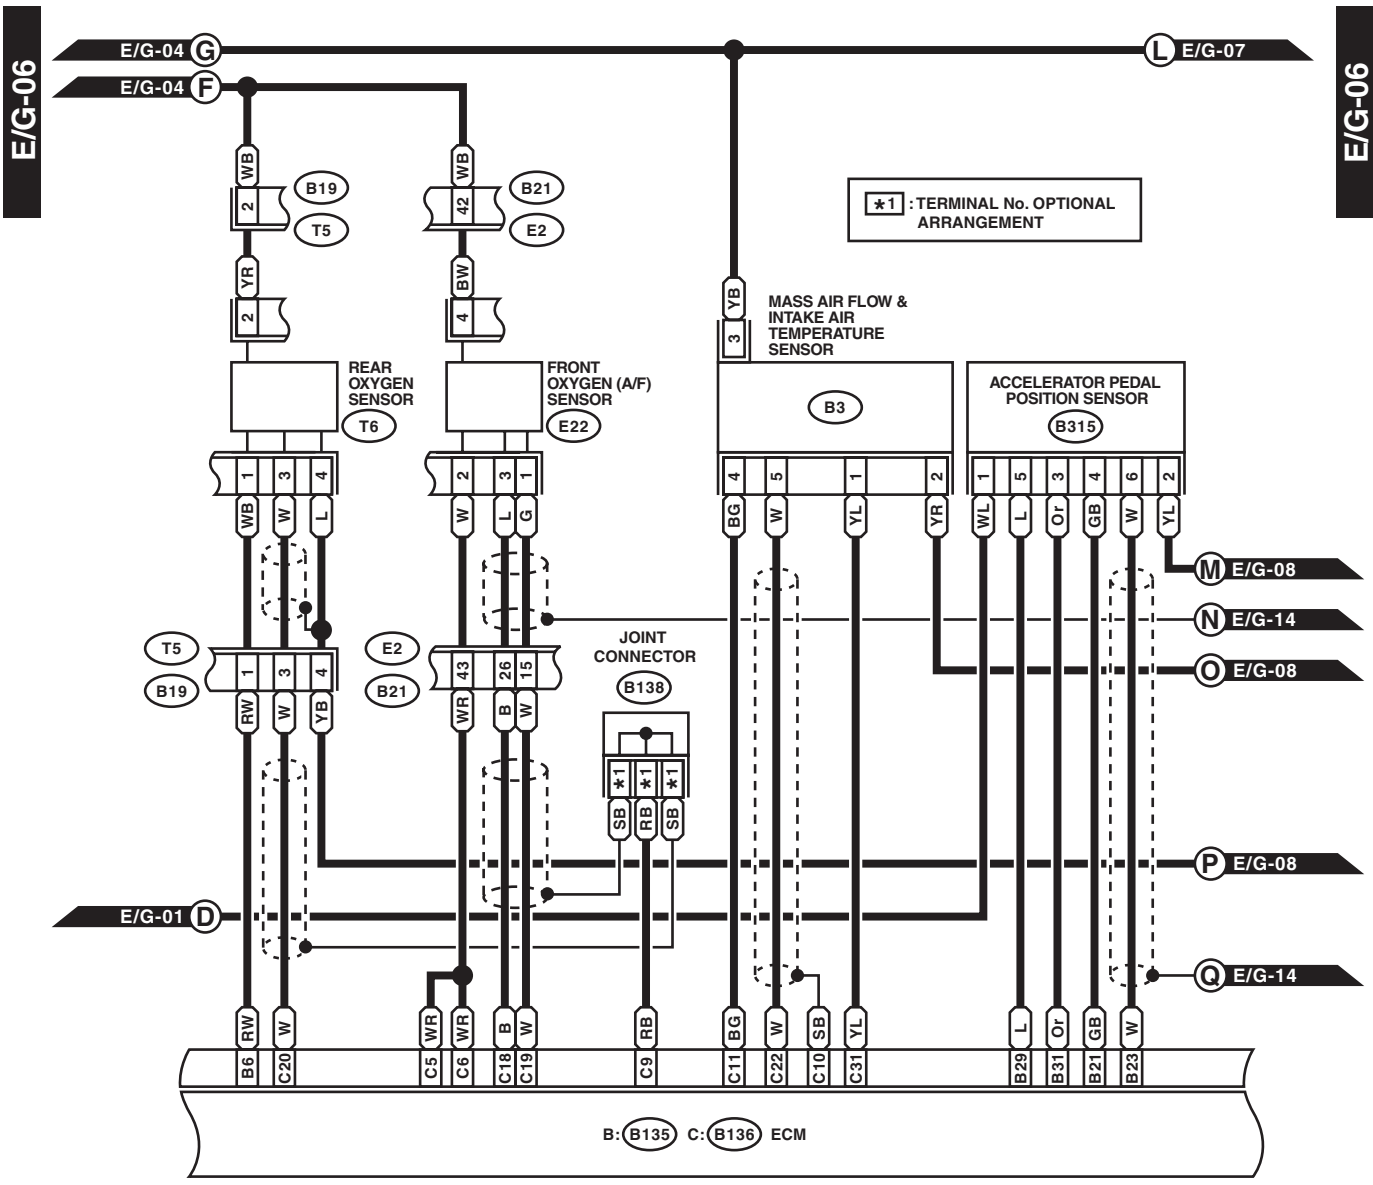 E/G-06
E/G-06
E/G-04 G
L E/G-07
E/G-04 F
WB
WB
2
B19
T5
42
B21
E2
*1 : TERMINAL No. OPTIONAL
ARRANGEMENT
YR
BW
YB
2
4
3
MASS AIR FLOW &
INTAKE AIR
TEMPERATURE
SENSOR
REAR
OXYGEN
SENSOR
T6
FRONT
OXYGEN (A/F)
SENSOR
E22
B3
ACCELERATOR PEDAL
POSITION SENSOR
B315
1 3 4
2 3 1
4 5 1 2
1 5 3 4 6 2
WB W L
W L G
BG W YL YR
WL L Or GB W YL
M E/G-08
N E/G-14
T5
B19
1 3 4
E2
B21
43 26 15
JOINT
CONNECTOR
B138
O E/G-08
RW W YB
WR B W
*1 *1 *1
SB RB SB
P E/G-08
E/G-01 D
Q E/G-14
RW W WR WR B W RB BG W SB YL L Or GB W
B6 C20 C5 C6 C18 C19 C9 C11 C22 C10 C31 B29 B31 B21 B23
B: B135 C: B136 ECM